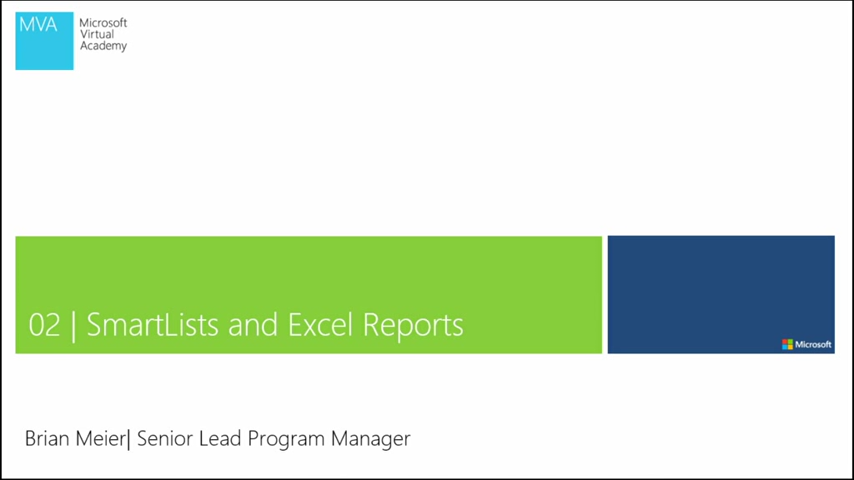 MVA
Microsoft
Virtual
Academy
02 | SmartLists and Excel Reports
Microsoft
Brian Meier| Senior Lead Program Manager